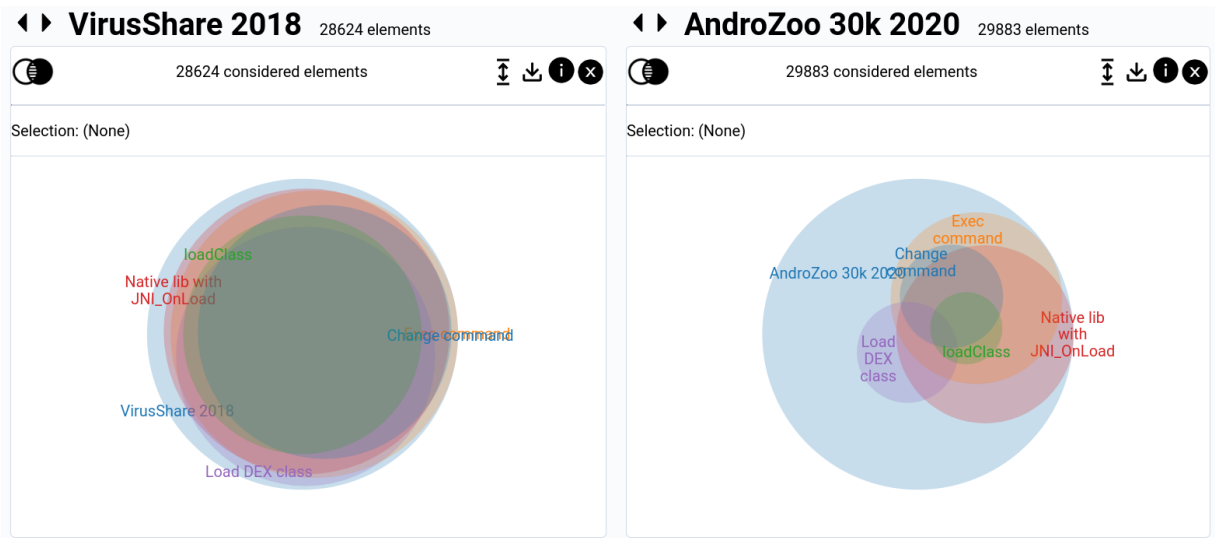 VirusShare 2018 28624 elements
28624 considered elements
Selection: (None)
loadClass
Native lib with
JNI_OnLoad
Exec command
Change command
VirusShare 2018
Load DEX class
AndroZoo 30k 2020 29883 elements
29883 considered elements
Selection: (None)
Exec
command
Change
command
AndroZoo 30k 2020
Native lib
with
JNI_OnLoad
Load
DEX
class
loadClass